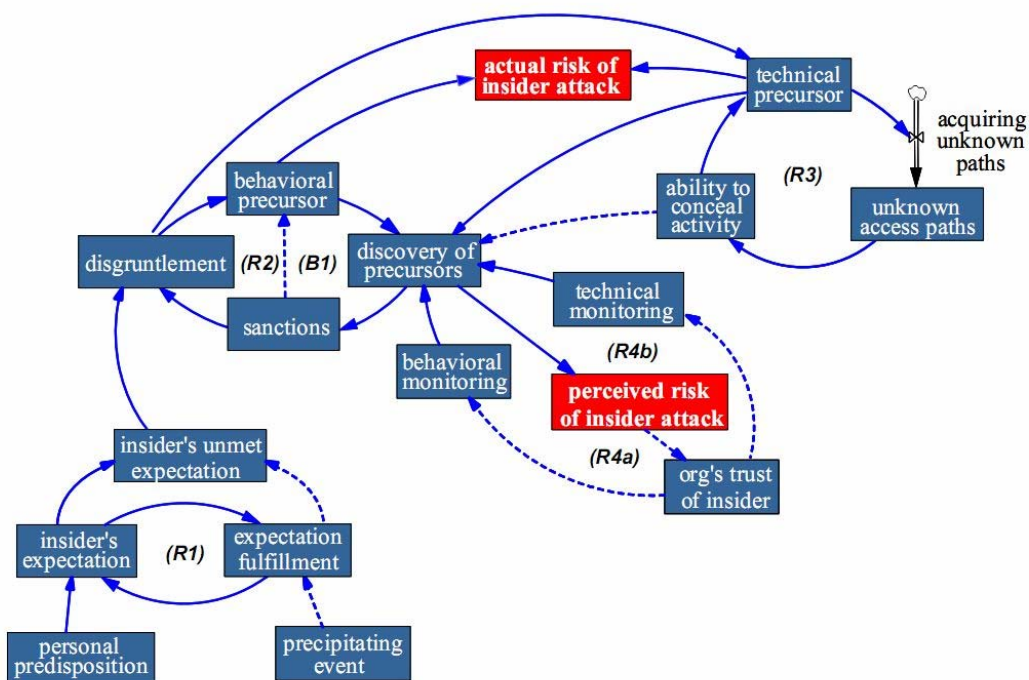 actual risk of
insider attack
technical
precursor
acquiring
unknown
paths
behavioral
precursor
(R3)
ability to
conceal
activity
unknown
access paths
disgruntlement
(R2)
(B1)
discovery of
precursors
technical
monitoring
sanctions
behavioral
monitoring
(R4b)
perceived risk
of insider attack
insider's unmet
expectation
(R4a)
org's trust
of insider
insider's
expectation
(R1)
expectation
fulfillment
personal
predisposition
precipitating
event